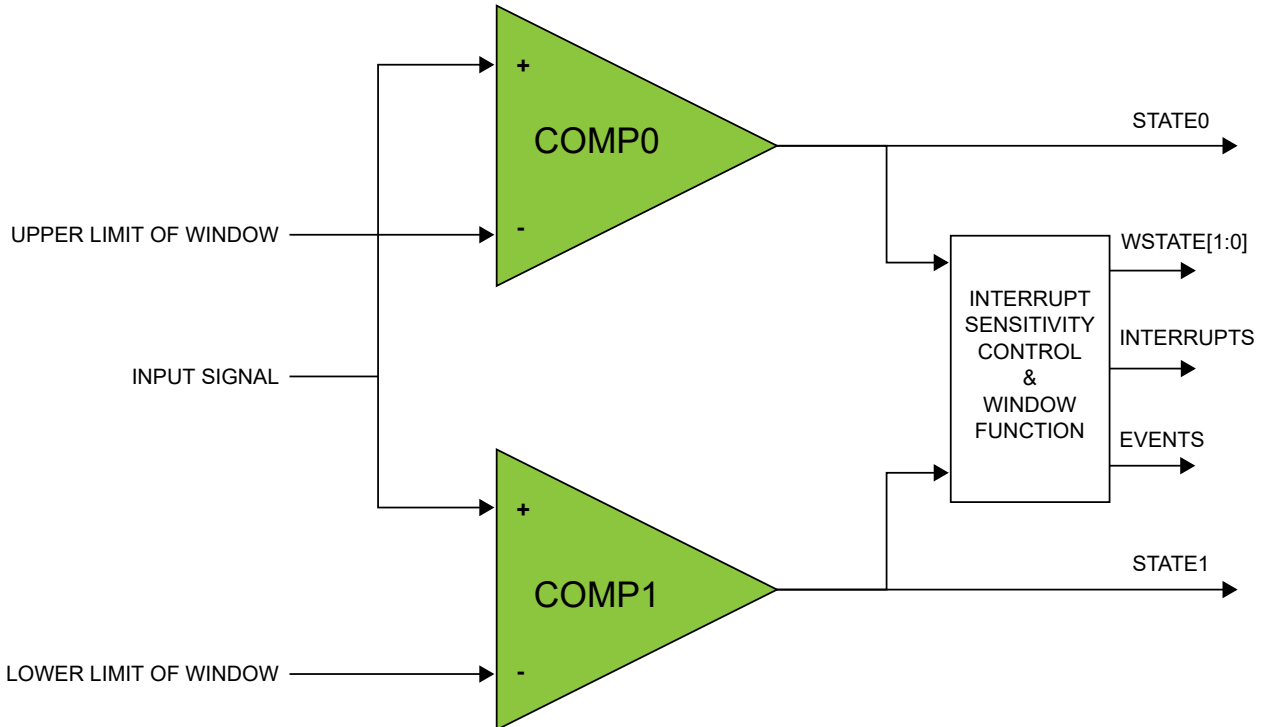 +
COMP0
-
STATE0
UPPER LIMIT OF WINDOW
WSTATE[1:0]
INTERRUPT
SENSITIVITY
CONTROL
&
WINDOW
FUNCTION
INTERRUPTS
INPUT SIGNAL
EVENTS
+
COMP1
-
STATE1
LOWER LIMIT OF WINDOW